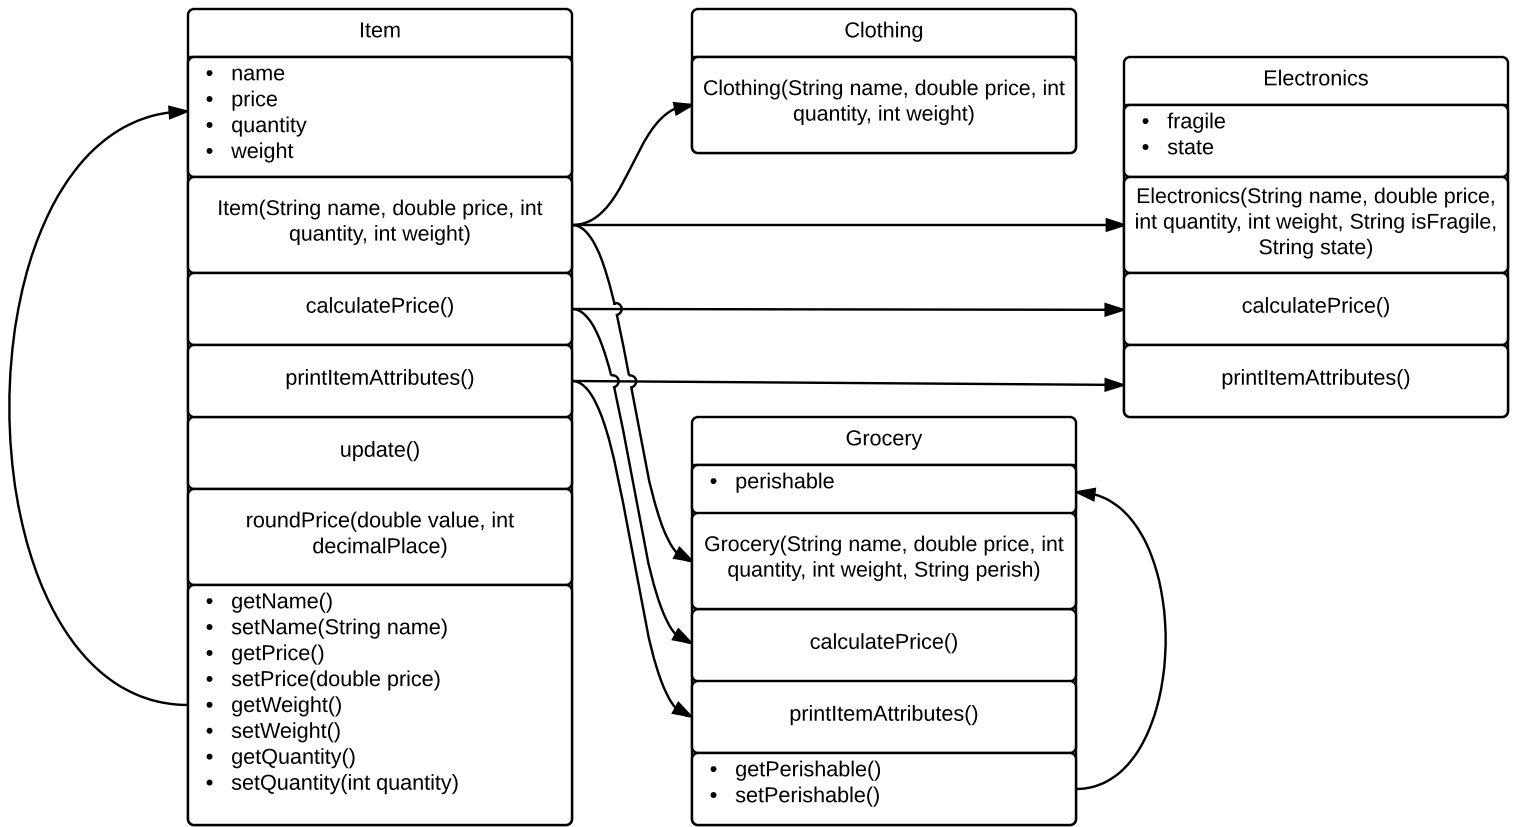 Item
• name
• price
• quantity
• weight
Item(String name, double price, int
quantity, int weight)
calculatePrice()
printItemAttributes()
update()
roundPrice(double value, int
decimalPlace)
• getName()
• setName(String name)
• getPrice()
• setPrice(double price)
• getWeight()
• setWeight()
• getQuantity()
• setQuantity(int quantity)
Clothing
Clothing(String name, double price, int
quantity, int weight)
Electronics
• fragile
• state
Electronics(String name, double price,
int quantity, int weight, String isFragile,
String state)
calculatePrice()
printItemAttributes()
Grocery
• perishable
Grocery(String name, double price, int
quantity, int weight, String perish)
calculatePrice()
printItemAttributes()
• getPerishable()
• setPerishable()